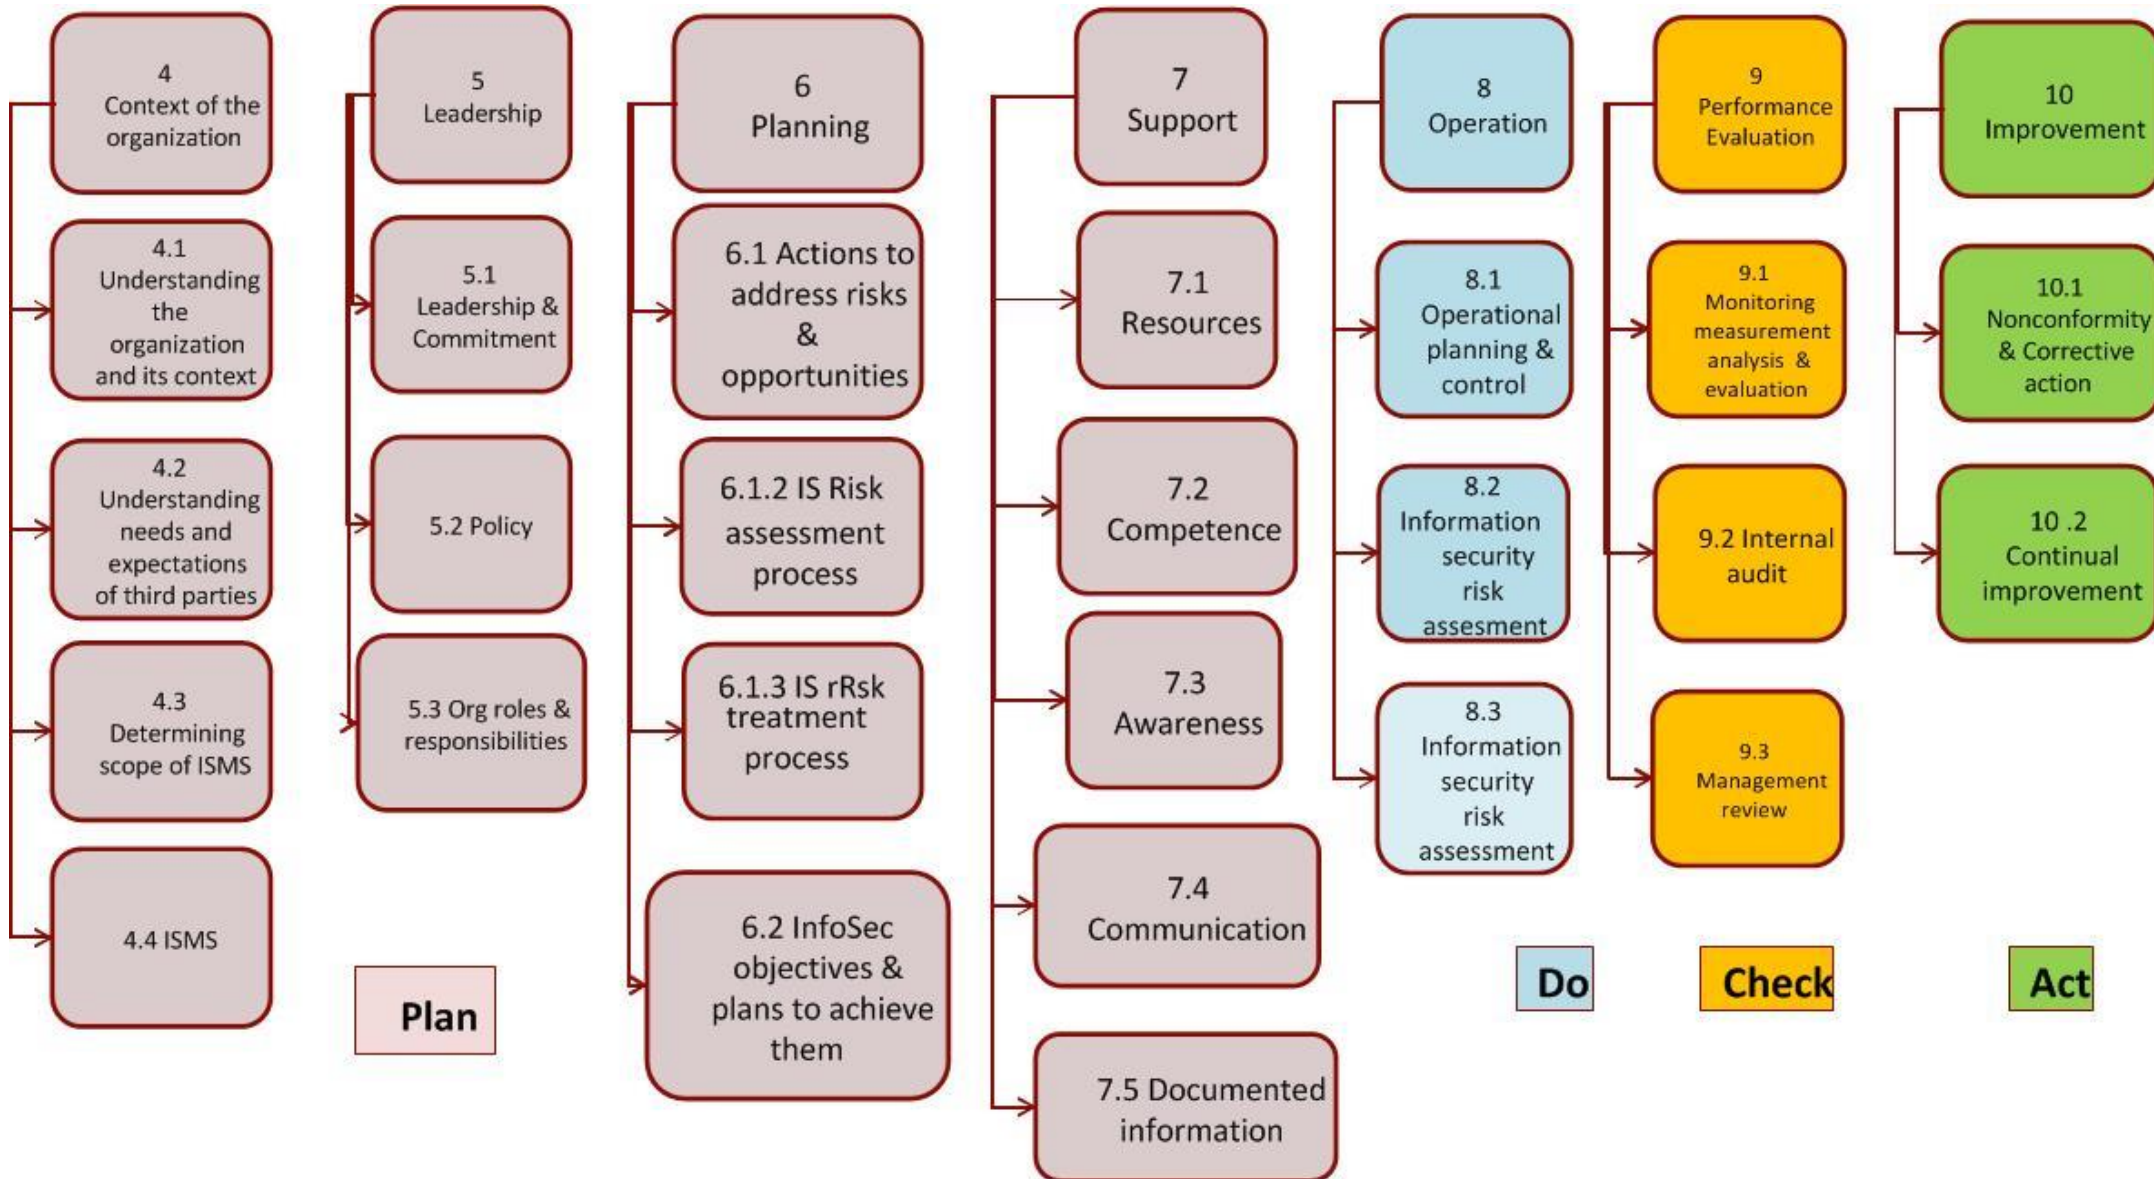 4
Context of the
organization
4.1
Understanding
the
organization
and its context
4.2
Understanding
needs and
expectations
of third parties
4.3
Determining
scope of ISMS
4.4 ISMS
5
Leadership
5.1
Leadership &
Commitment
5.2 Policy
5.3 Org roles &
responsibilities
Plan
6
Planning
6.1 Actions to
address risks
&
opportunities
6.1.2 IS Risk
assessment
process
6.1.3 IS rRsk
treatment
process
6.2 InfoSec
objectives &
plans to achieve
them
7
Support
7.1
Resources
7.2
Competence
7.3
Awareness
7.4
Communication
7.5 Documented
information
8
Operation
8.1
Operational
planning &
control
8.2
Information
security
risk
assesment
8.3
Information
security
risk
assessment
Do
9
Performance
Evaluation
9.1
Monitoring
measurement
analysis &
evaluation
9.2 Internal
audit
9.3
Management
review
Check
10
Improvement
10.1
Nonconformity
& Corrective
action
10 .2
Continual
improvement
Act